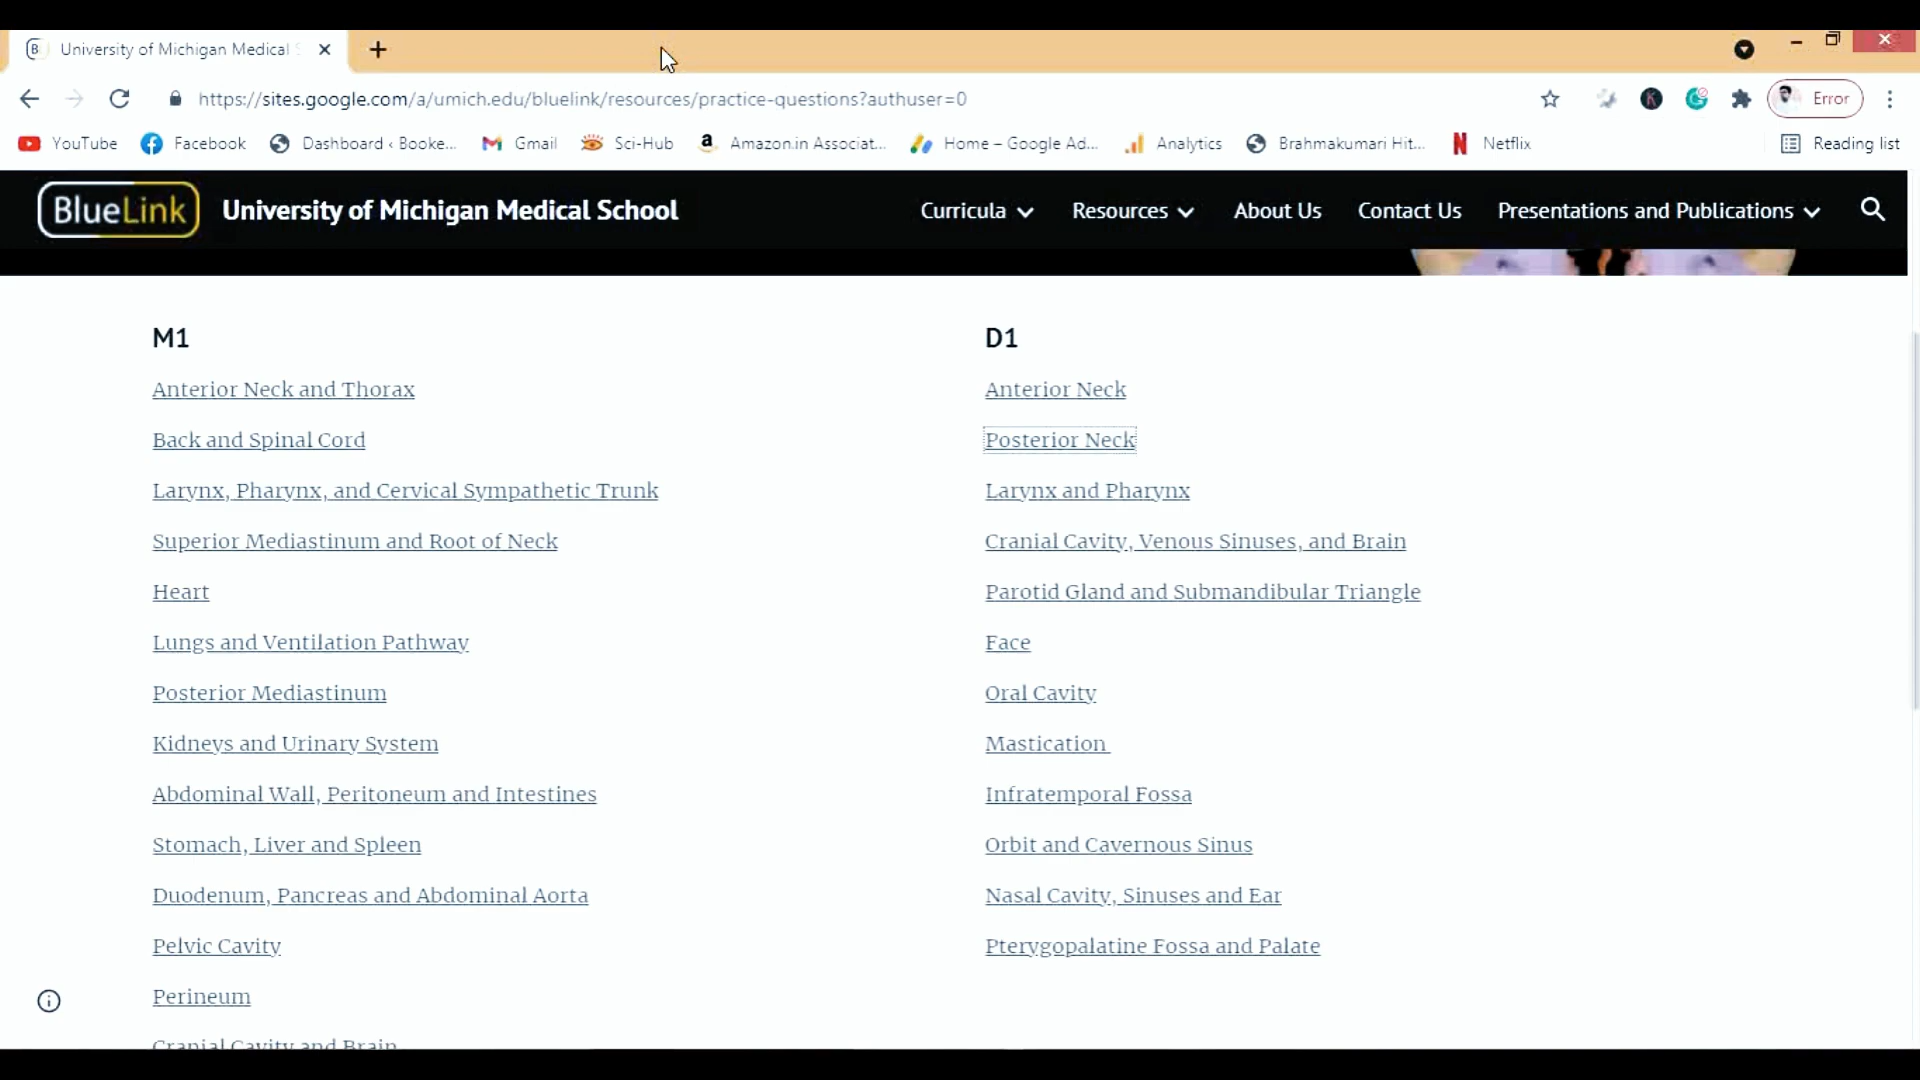 University of Michigan Medical
https://sites.google.com/a/umich.edu/bluelink/resources/practice-questions?authuser=0
Error
YouTube Facebook Dashboard ‹ Booke... Gmail Sci-Hub Amazon.in Associat... Home – Google Ad... Analytics Brahmakumari Hit... Netflix Reading list
BlueLink University of Michigan Medical School Curricula Resources About Us Contact Us Presentations and Publications
M1
Anterior Neck and Thorax
Back and Spinal Cord
Larynx, Pharynx, and Cervical Sympathetic Trunk
Superior Mediastinum and Root of Neck
Heart
Lungs and Ventilation Pathway
Posterior Mediastinum
Kidneys and Urinary System
Abdominal Wall, Peritoneum and Intestines
Stomach, Liver and Spleen
Duodenum, Pancreas and Abdominal Aorta
Pelvic Cavity
Perineum
Cranial Cavity and Brain
D1
Anterior Neck
Posterior Neck
Larynx and Pharynx
Cranial Cavity, Venous Sinuses, and Brain
Parotid Gland and Submandibular Triangle
Face
Oral Cavity
Mastication
Infratemporal Fossa
Orbit and Cavernous Sinus
Nasal Cavity, Sinuses and Ear
Pterygopalatine Fossa and Palate